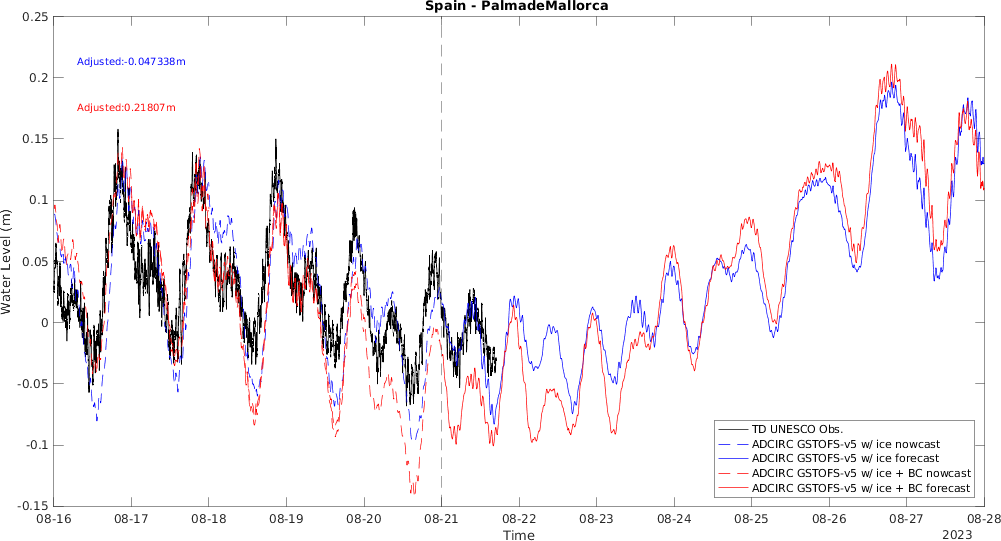 Spain - PalmadeMallorca
0.25
0.2
0.15
0.1
0.05
0
-0.05
-0.1
-0.15
Water Level (m)
Adjusted:-0.047338m
Adjusted:0.21807m
TD UNESCO Obs.
ADCIRC GSTOFS-v5 w/ ice nowcast
ADCIRC GSTOFS-v5 w/ ice forecast
ADCIRC GSTOFS-v5 w/ ice + BC nowcast
ADCIRC GSTOFS-v5 w/ ice + BC forecast
08-16 08-17 08-18 08-19 08-20 08-21 08-22 08-23 08-24 08-25 08-26 08-27 08-28
Time
2023